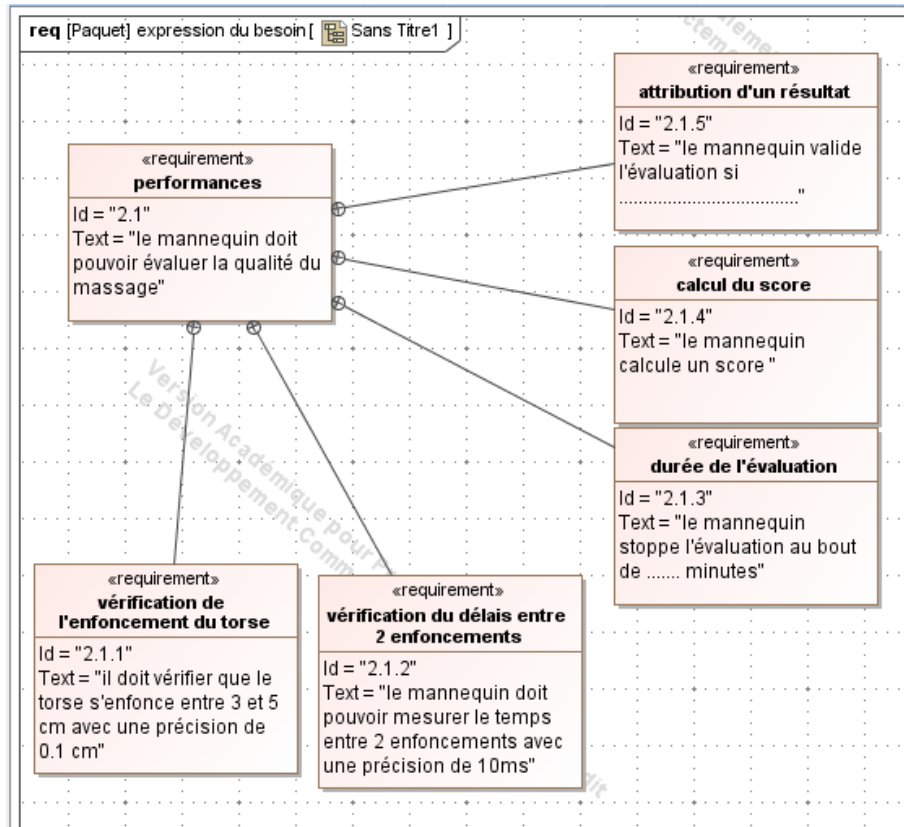 req [Paquet] expression du besoin [ Sans Titre1 ]
«requirement»
attribution d'un résultat
Id = "2.1.5"
Text = "le mannequin valide
l'évaluation si
....................................."
«requirement»
performances
Id = "2.1"
Text = "le mannequin doit
pouvoir évaluer la qualité du
massage"
«requirement»
calcul du score
Id = "2.1.4"
Text = "le mannequin
calcule un score "
«requirement»
durée de l'évaluation
Id = "2.1.3"
Text = "le mannequin
stoppe l'évaluation au bout
de ....... minutes"
«requirement»
vérification de
l'enfoncement du torse
Id = "2.1.1"
Text = "il doit vérifier que le
torse s'enfonce entre 3 et 5
cm avec une précision de
0.1 cm"
«requirement»
vérification du délais entre
2 enfoncements
Id = "2.1.2"
Text = "le mannequin doit
pouvoir mesurer le temps
entre 2 enfoncements avec
une précision de 10ms"
Version Académique pour
Le Développement